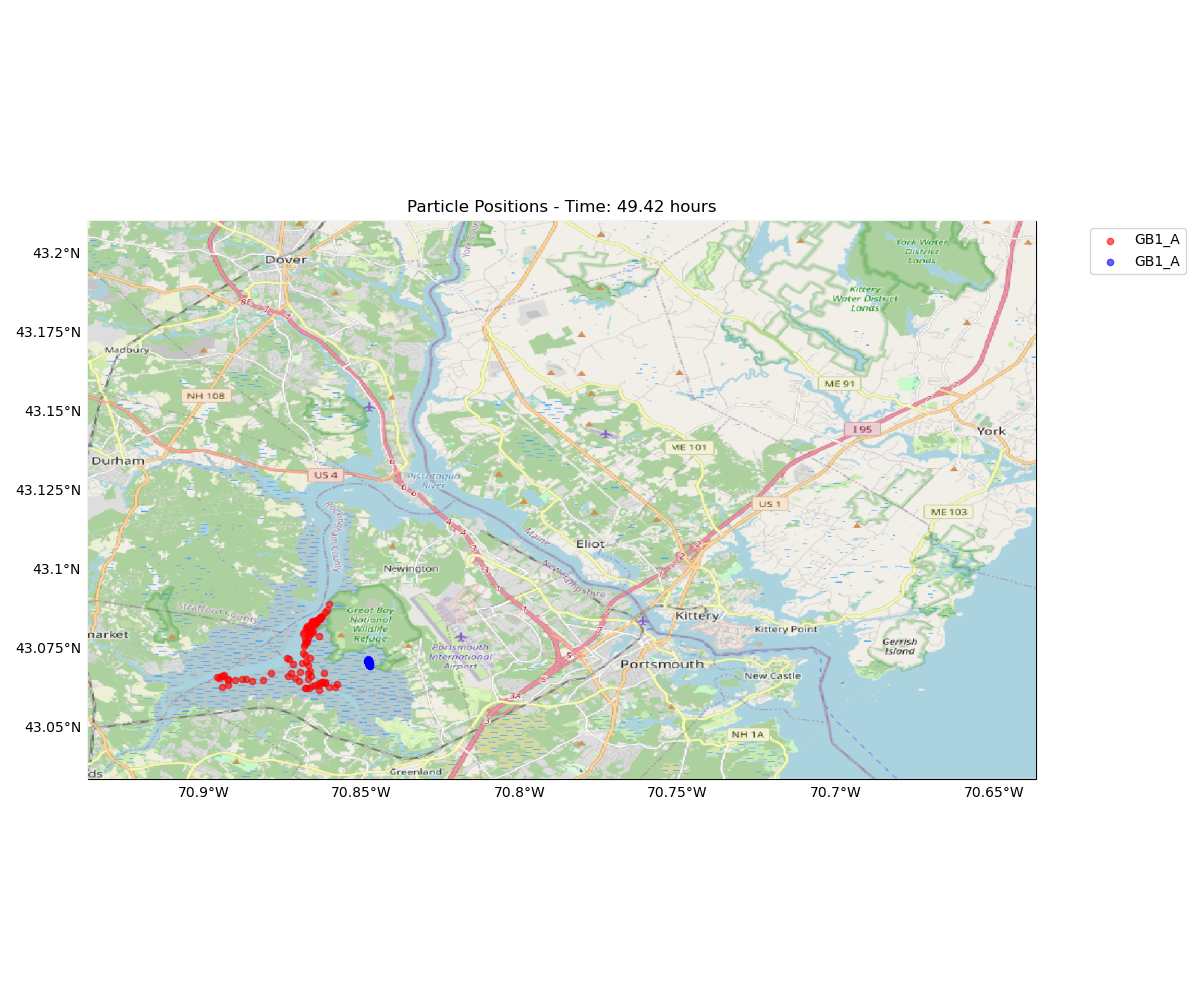 Particle Positions - Time: 49.42 hours
GB1_A
GB1_A
43.2°N
43.175°N
43.15°N
43.125°N
43.1°N
43.075°N
43.05°N
70.9°W
70.85°W
70.8°W
70.75°W
70.7°W
70.65°W
Dover
York Water
District
Lands
Kittery
Water District
Lands
Madbury
NH 108
ME 91
I 95
York
ME 101
Durham
US 4
Piscataqua
River
US 1
ME 103
Rockingham County
Maine
New Hampshire
Eliot
Newington
Strafford County
Great Bay
National
Wildlife
Refuge
Kittery
Kittery Point
market
Portsmouth
International
Airport
Portsmouth
Gerrish
Island
New Castle
3A
NH 1A
Greenland
ds